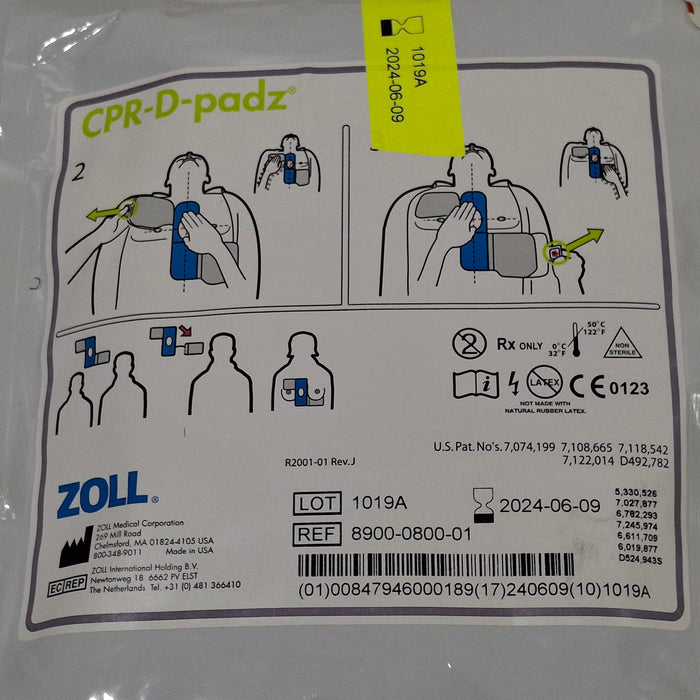 1019A
2024-06-09
CPR-D-padz®
2
2
Rx ONLY
50°C
122°F
0°C
32°F
NON
STERILE
i
LATEX
CE 0123
NOT MADE WITH
NATURAL RUBBER LATEX.
U.S. Pat. No's. 7,074,199 7,108,665 7,118,542
7,122,014 D492,782
R2001-01 Rev.J
5,330,526
7,027,877
6,782,293
7,245,974
6,611,709
6,019,877
D524,943S
ZOLL®
LOT 1019A
2024-06-09
REF 8900-0800-01
ZOLL Medical Corporation
269 Mill Road
Chelmsford, MA 01824-4105 USA
800-348-9011 Made in USA
EC REP
ZOLL International Holding B.V.
Newtonweg 18 6662 PV ELST
The Netherlands Tel. +31 (0) 481 366410
(01)00847946000189(17)240609(10)1019A